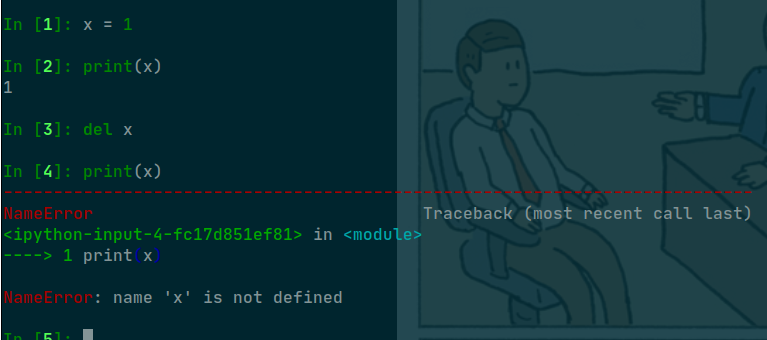 In [1]: x = 1
In [2]: print(x)
1
In [3]: del x
In [4]: print(x)
---------------------------------------------------------------------------
NameError                                 Traceback (most recent call last)
<ipython-input-4-fc17d851ef81> in <module>
----> 1 print(x)
NameError: name 'x' is not defined
In [5]: